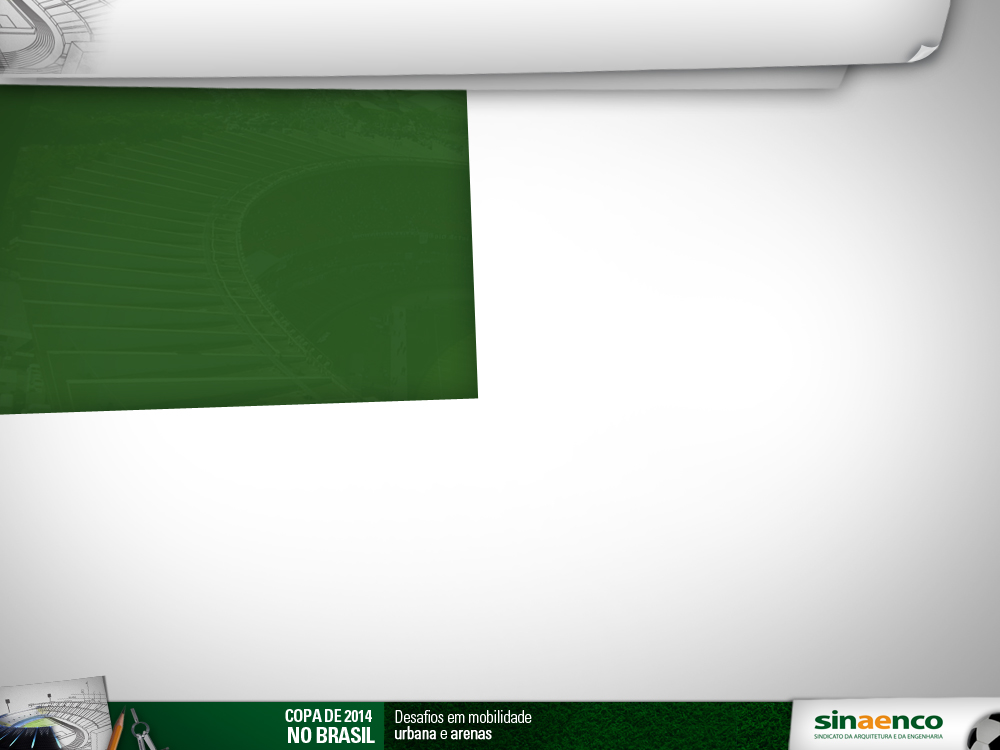 COPA DE 2014
NO BRASIL
Desafios em mobilidade
urbana e arenas
sinaenco
SINDICATO DA ARQUITETURA E DA ENGENHARIA